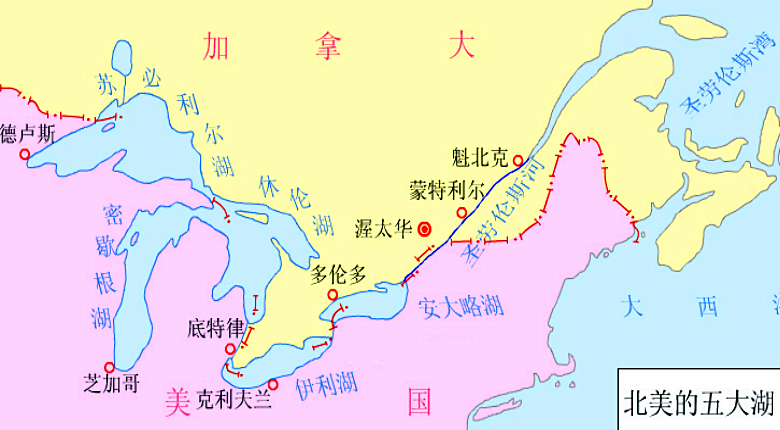 加拿大
苏必利尔湖
圣劳伦斯湾
德卢斯
魁北克
休伦湖
蒙特利尔
圣劳伦斯河
密歇根湖
渥太华
多伦多
安大略湖
大西
底特律
芝加哥
克利夫兰
伊利湖
美国
北美的五大湖